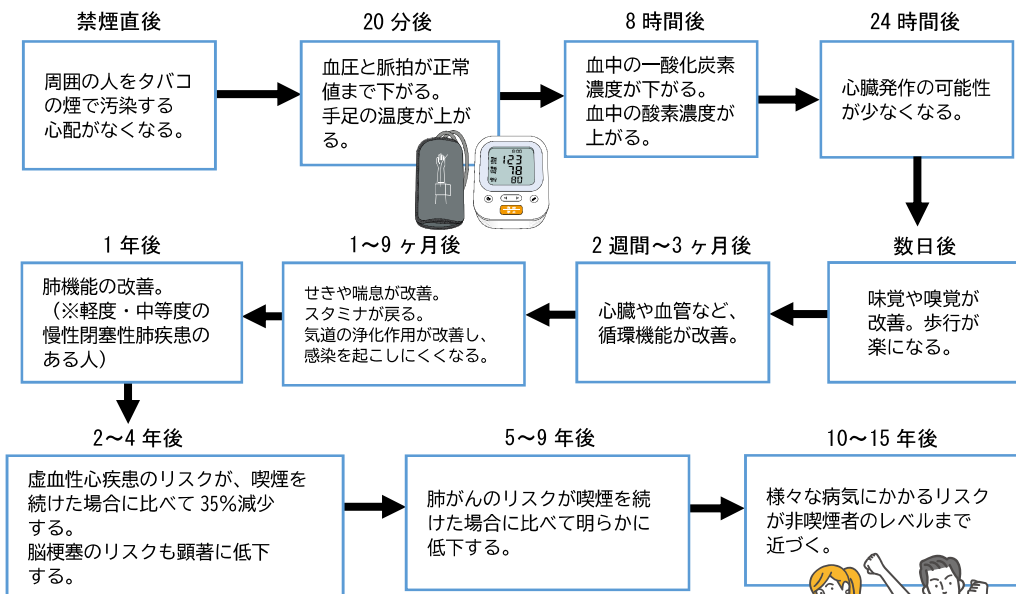 禁煙直後
周囲の人をタバコ
の煙で汚染する
心配がなくなる。
20分後
血圧と脈拍が正常
値まで下がる。
手足の温度が上が
る。
123
78
80
8時間後
血中の一酸化炭素
濃度が下がる。
血中の酸素濃度が
上がる。
24時間後
心臓発作の可能性
が少なくなる。
数日後
味覚や嗅覚が
改善。歩行が
楽になる。
2週間~3ヶ月後
心臓や血管など、
循環機能が改善。
1~9ヶ月後
せきや喘息が改善。
スタミナが戻る。
気道の浄化作用が改善し、
感染を起こしにくくなる。
1年後
肺機能の改善。
(※軽度・中等度の
慢性閉塞性肺疾患の
ある人)
2~4年後
虚血性心疾患のリスクが、喫煙を
続けた場合に比べて35%減少
する。
脳梗塞のリスクも顕著に低下
する。
5~9年後
肺がんのリスクが喫煙を続
けた場合に比べて明らかに
低下する。
10~15年後
様々な病気にかかるリスク
が非喫煙者のレベルまで
近づく。